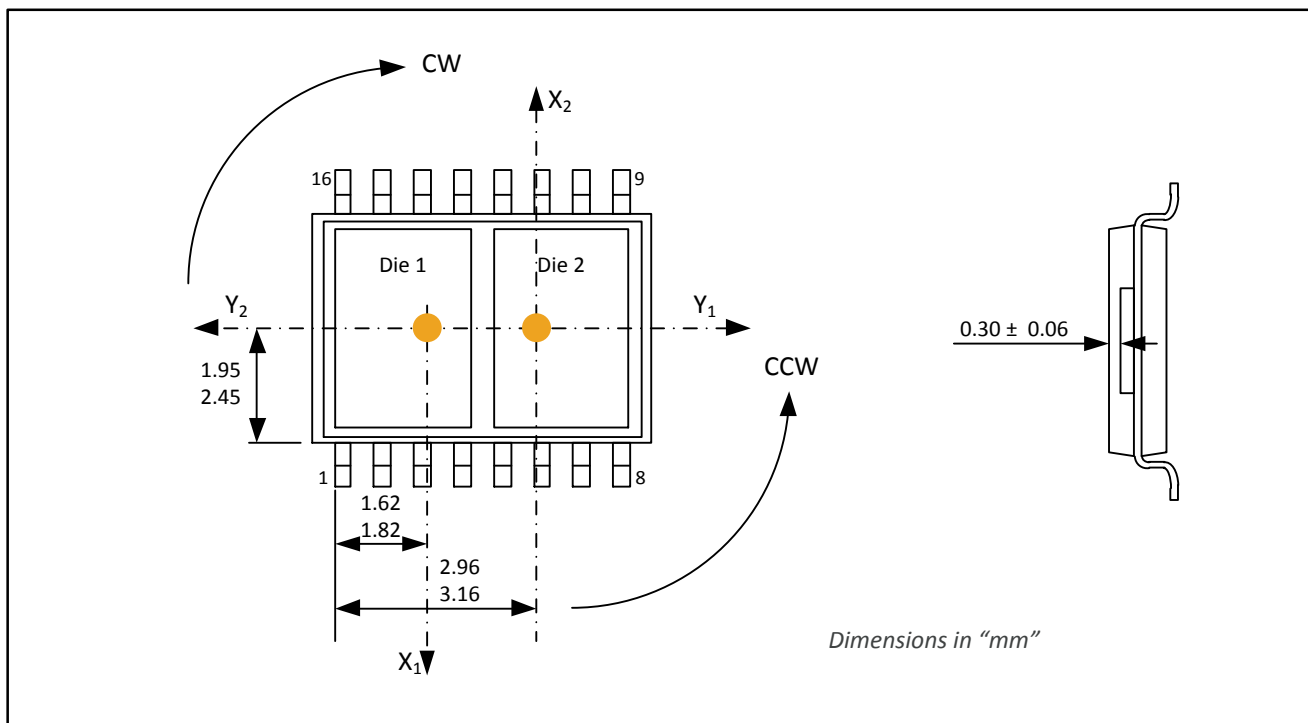 CW
X₂
16
9
Die 1
Die 2
Y₂
Y₁
0.30 ± 0.06
1.95
2.45
CCW
1
8
1.62
1.82
2.96
3.16
Dimensions in “mm”
X₁